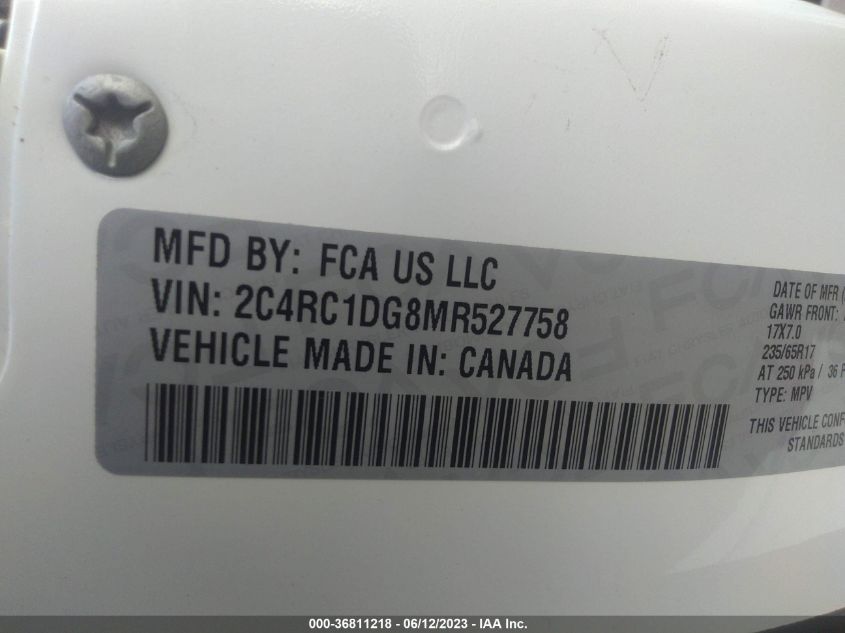 MFD BY: FCA US LLC
VIN: 2C4RC1DG8MR527758
VEHICLE MADE IN: CANADA
DATE OF MFR
GAWR FRONT:
17X7.0
235/65R17
AT 250 kPa / 36
TYPE: MPV
THIS VEHICLE
STANDARDS
000-36811218 - 06/12/2023 - IAA Inc.